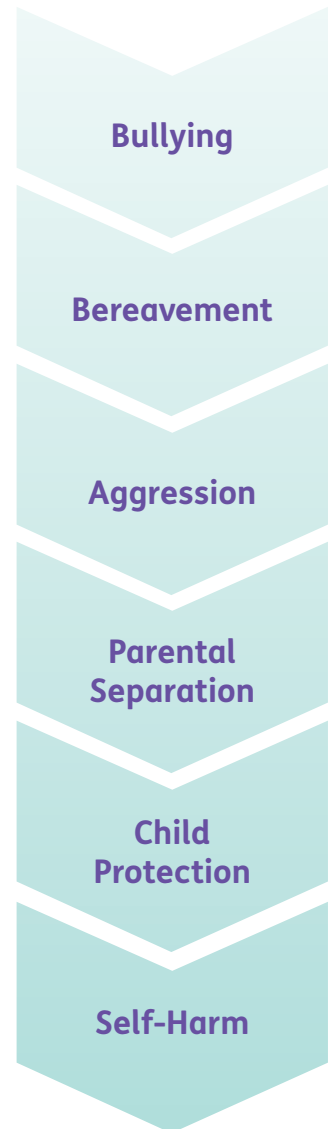 Bullying
Bereavement
Aggression
Parental
Separation
Child
Protection
Self-Harm